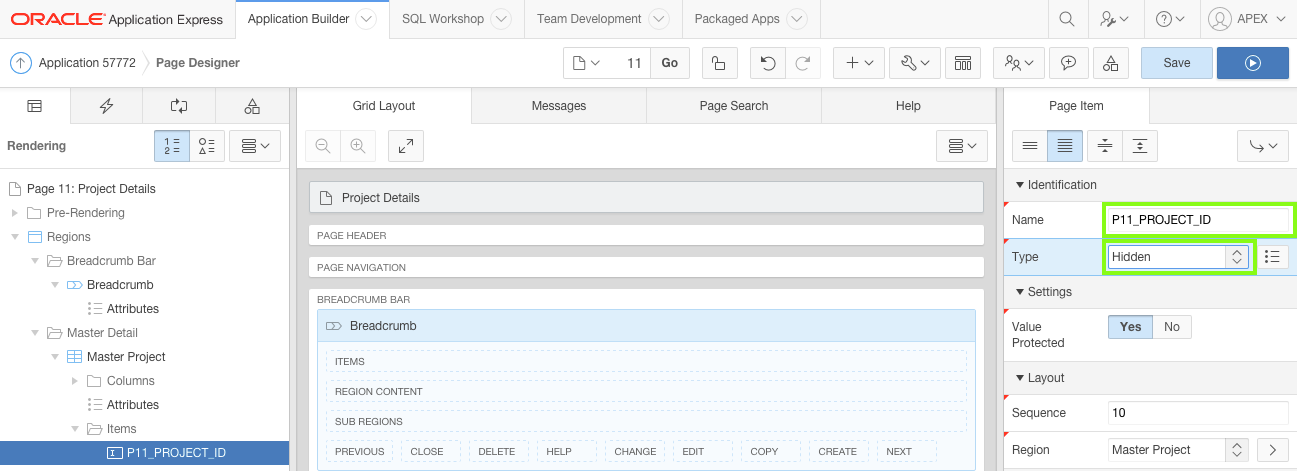 ORACLE Application Express Application Builder SQL Workshop Team Development Packaged Apps APEX
Application 57772 Page Designer 11 Go Save
Grid Layout Messages Page Search Help Page Item
Rendering
Page 11: Project Details
Pre-Rendering
Regions
Breadcrumb Bar
Breadcrumb
Attributes
Master Detail
Master Project
Columns
Attributes
Items
P11_PROJECT_ID
Project Details
PAGE HEADER
PAGE NAVIGATION
BREADCRUMB BAR
Breadcrumb
ITEMS
REGION CONTENT
SUB REGIONS
PREVIOUS CLOSE DELETE HELP CHANGE EDIT COPY CREATE NEXT
Identification
Name P11_PROJECT_ID
Type Hidden
Settings
Value Protected Yes No
Layout
Sequence 10
Region Master Project